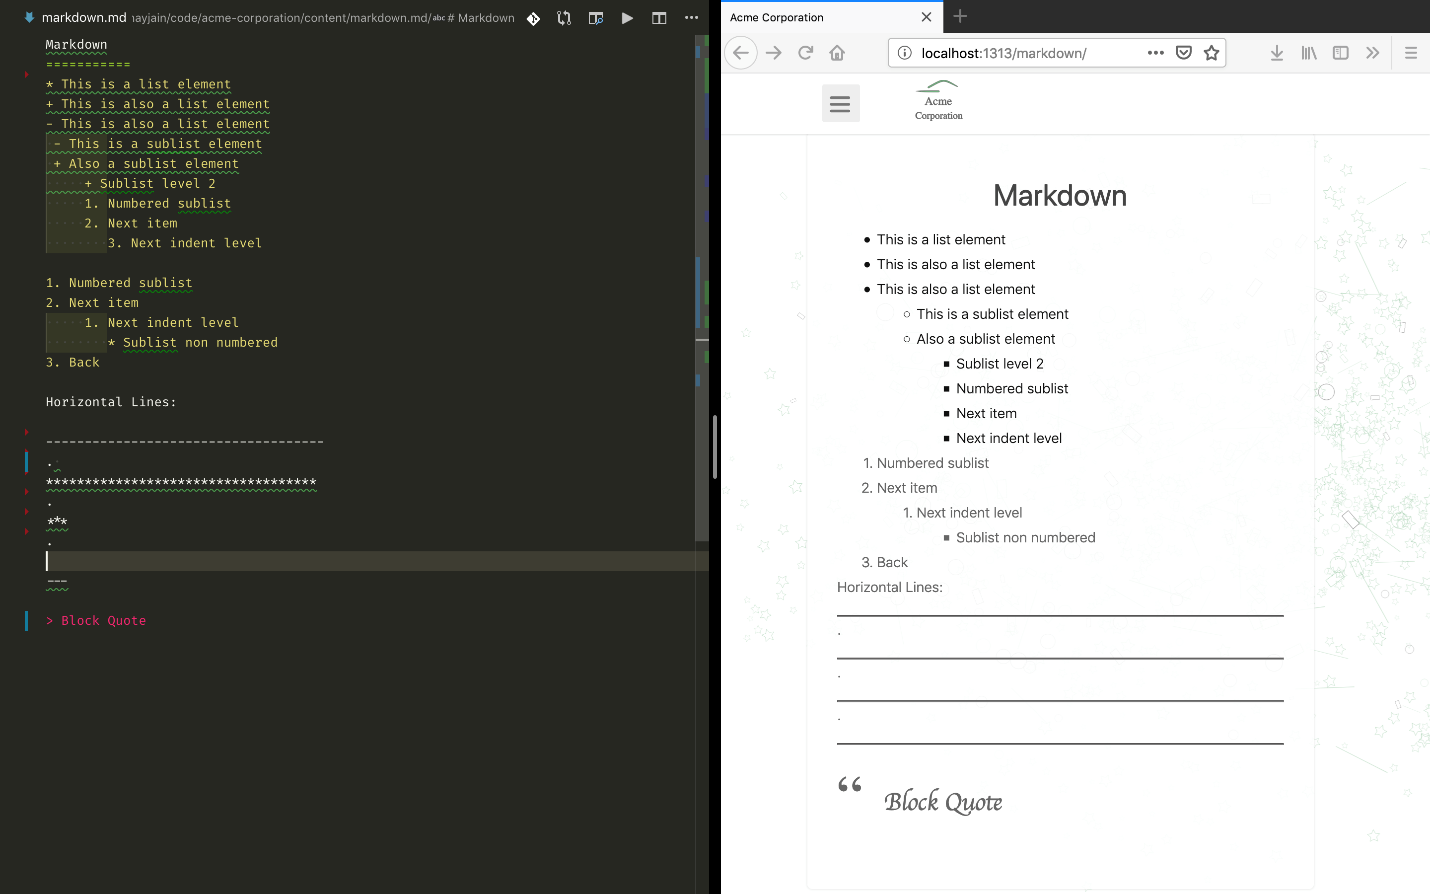 markdown.md ıayjain/code/acme-corporation/content/markdown.md/ abc # Markdown
Markdown
===========
* This is a list element
+ This is also a list element
- This is also a list element
- This is a sublist element
+ Also a sublist element
+ Sublist level 2
1. Numbered sublist
2. Next item
3. Next indent level
1. Numbered sublist
2. Next item
1. Next indent level
* Sublist non numbered
3. Back
Horizontal Lines:
------------------------------------
.
***********************************
.
***
.
---
> Block Quote
Acme Corporation
localhost:1313/markdown/
Acme
Corporation
Markdown
• This is a list element
• This is also a list element
• This is also a list element
○ This is a sublist element
○ Also a sublist element
▪ Sublist level 2
▪ Numbered sublist
▪ Next item
▪ Next indent level
1. Numbered sublist
2. Next item
1. Next indent level
▪ Sublist non numbered
3. Back
Horizontal Lines:
.
.
.
“ Block Quote